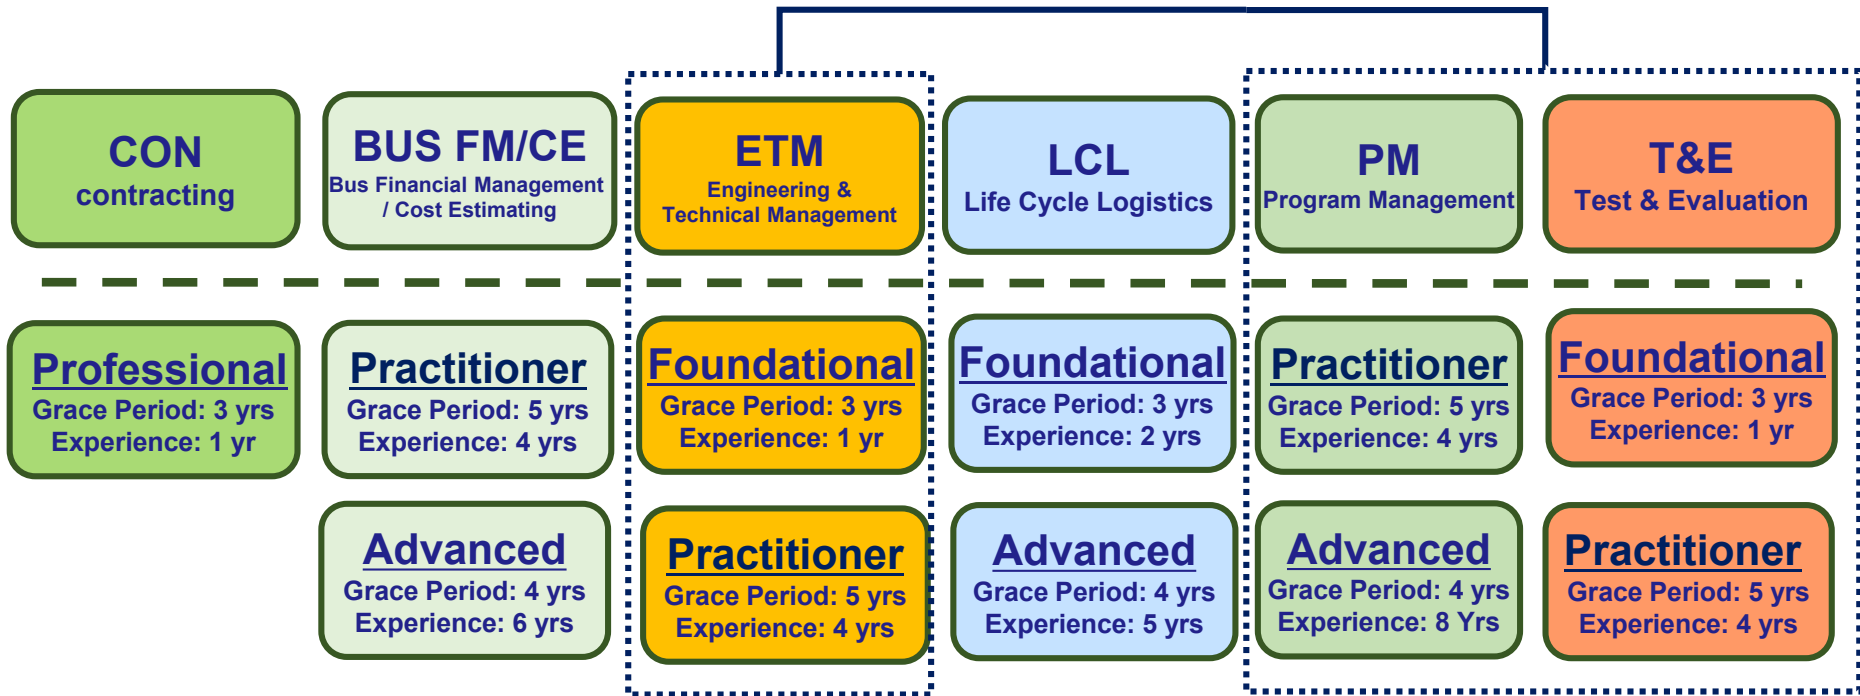 CON
contracting
BUS FM/CE
Bus Financial Management
/ Cost Estimating
ETM
Engineering &
Technical Management
LCL
Life Cycle Logistics
PM
Program Management
T&E
Test & Evaluation
Professional
Grace Period: 3 yrs
Experience: 1 yr
Practitioner
Grace Period: 5 yrs
Experience: 4 yrs
Foundational
Grace Period: 3 yrs
Experience: 1 yr
Foundational
Grace Period: 3 yrs
Experience: 2 yrs
Practitioner
Grace Period: 5 yrs
Experience: 4 yrs
Foundational
Grace Period: 3 yrs
Experience: 1 yr
Advanced
Grace Period: 4 yrs
Experience: 6 yrs
Practitioner
Grace Period: 5 yrs
Experience: 4 yrs
Advanced
Grace Period: 4 yrs
Experience: 5 yrs
Advanced
Grace Period: 4 yrs
Experience: 8 Yrs
Practitioner
Grace Period: 5 yrs
Experience: 4 yrs